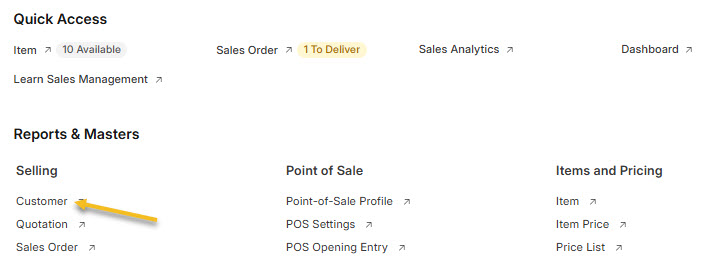 Quick Access
Item 10 Available Sales Order 1 To Deliver Sales Analytics Dashboard
Learn Sales Management
Reports & Masters
Selling Point of Sale Items and Pricing
Customer Point-of-Sale Profile Item
Quotation POS Settings Item Price
Sales Order POS Opening Entry Price List